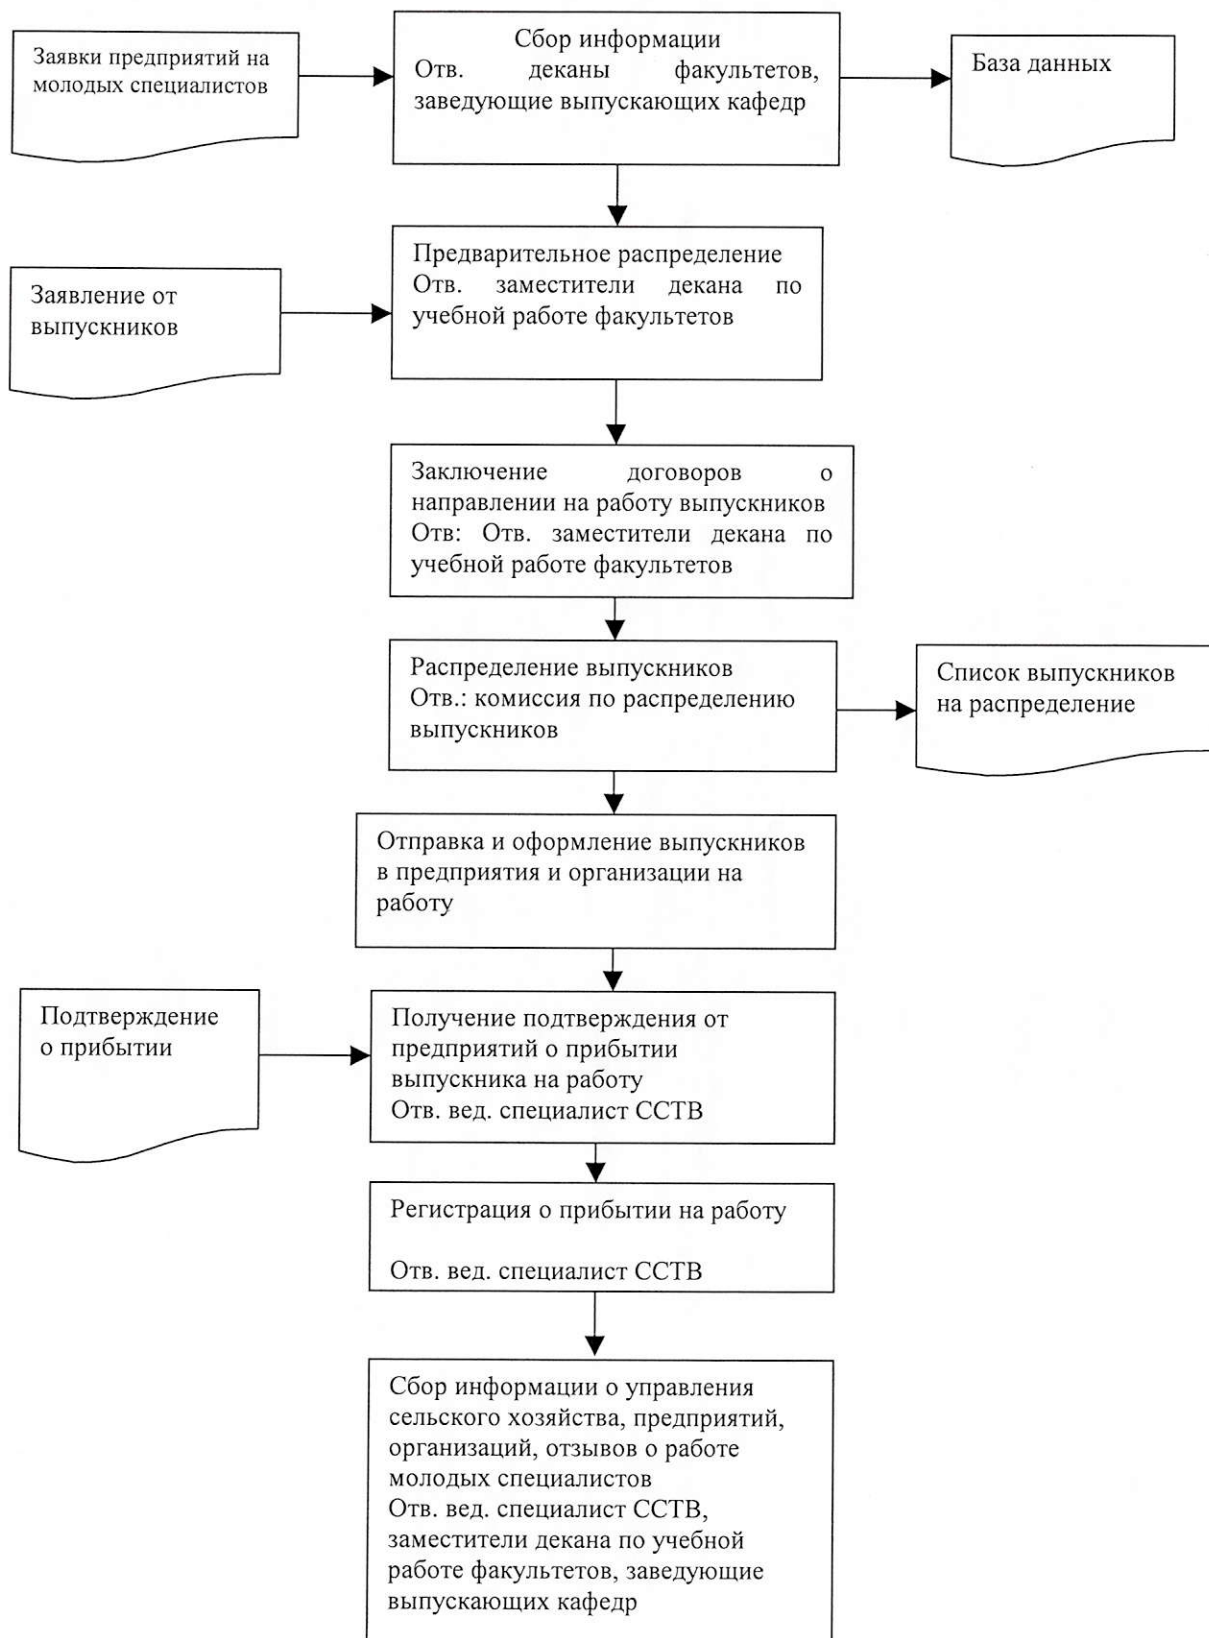 Заявки предприятий на
молодых специалистов
Сбор информации
Отв. деканы факультетов,
заведующие выпускающих кафедр
База данных
Заявление от
выпускников
Предварительное распределение
Отв. заместители декана по
учебной работе факультетов
Заключение договоров о
направлении на работу выпускников
Отв: Отв. заместители декана по
учебной работе факультетов
Распределение выпускников
Отв.: комиссия по распределению
выпускников
Список выпускников
на распределение
Отправка и оформление выпускников
в предприятия и организации на
работу
Подтверждение
о прибытии
Получение подтверждения от
предприятий о прибытии
выпускника на работу
Отв. вед. специалист ССТВ
Регистрация о прибытии на работу
Отв. вед. специалист ССТВ
Сбор информации о управления
сельского хозяйства, предприятий,
организаций, отзывов о работе
молодых специалистов
Отв. вед. специалист ССТВ,
заместители декана по учебной
работе факультетов, заведующие
выпускающих кафедр